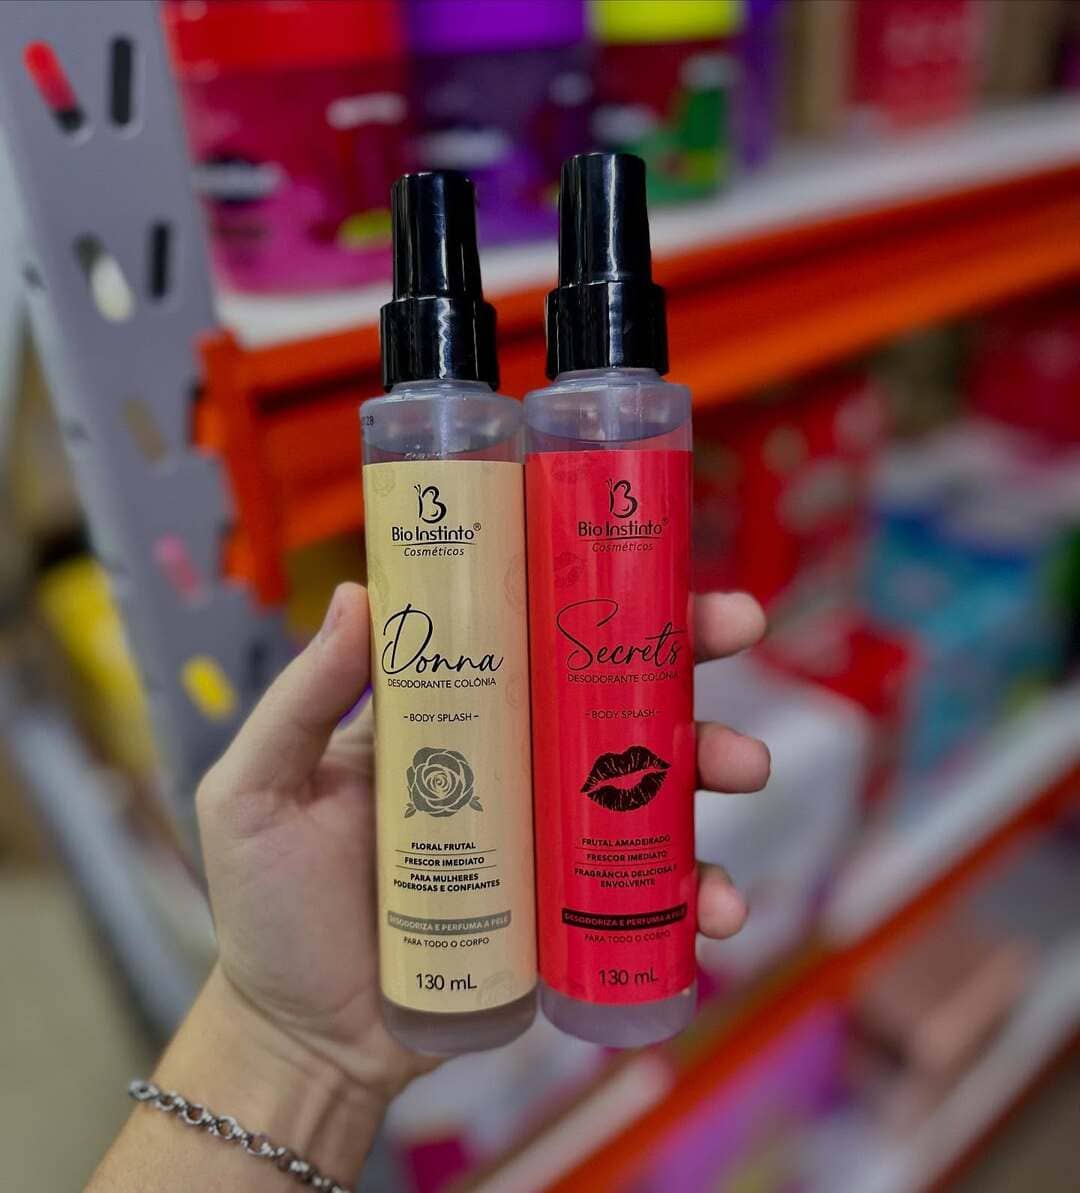 Bio Instinto®
Cosméticos
Donna
DESODORANTE COLÔNIA
–BODY SPLASH–
FLORAL FRUTAL
FRESCOR IMEDIATO
PARA MULHERES
PODEROSAS E CONFIANTES
DESODORIZA E PERFUMA A PELE
PARA TODO O CORPO
130 mL
Bio Instinto®
Cosméticos
Secrets
DESODORANTE COLÔNIA
–BODY SPLASH–
FRUTAL AMADEIRADO
FRESCOR IMEDIATO
FRAGRÂNCIA DELICIOSA E
ENVOLVENTE
DESODORIZA E PERFUMA A PELE
PARA TODO O CORPO
130 mL